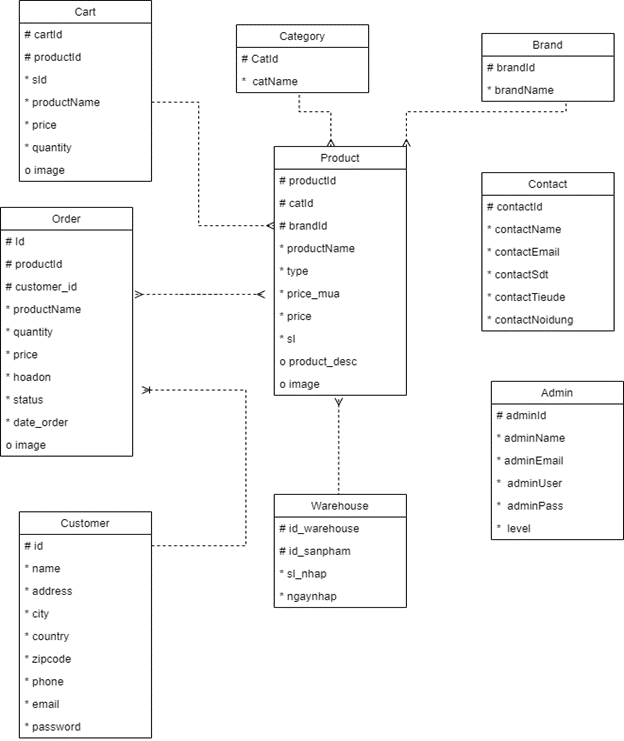 Cart
# cartId
# productId
* sId
* productName
* price
* quantity
o image
Category
# CatId
* catName
Brand
# brandId
* brandName
Product
# productId
# catId
# brandId
* productName
* type
* price_mua
* price
* sl
o product_desc
o image
Contact
# contactId
* contactName
* contactEmail
* contactSdt
* contactTieude
* contactNoidung
Order
# Id
# productId
# customer_id
* productName
* quantity
* price
* hoadon
* status
* date_order
o image
Admin
# adminId
* adminName
* adminEmail
* adminUser
* adminPass
* level
Customer
# id
* name
* address
* city
* country
* zipcode
* phone
* email
* password
Warehouse
# id_warehouse
# id_sanpham
* sl_nhap
* ngaynhap